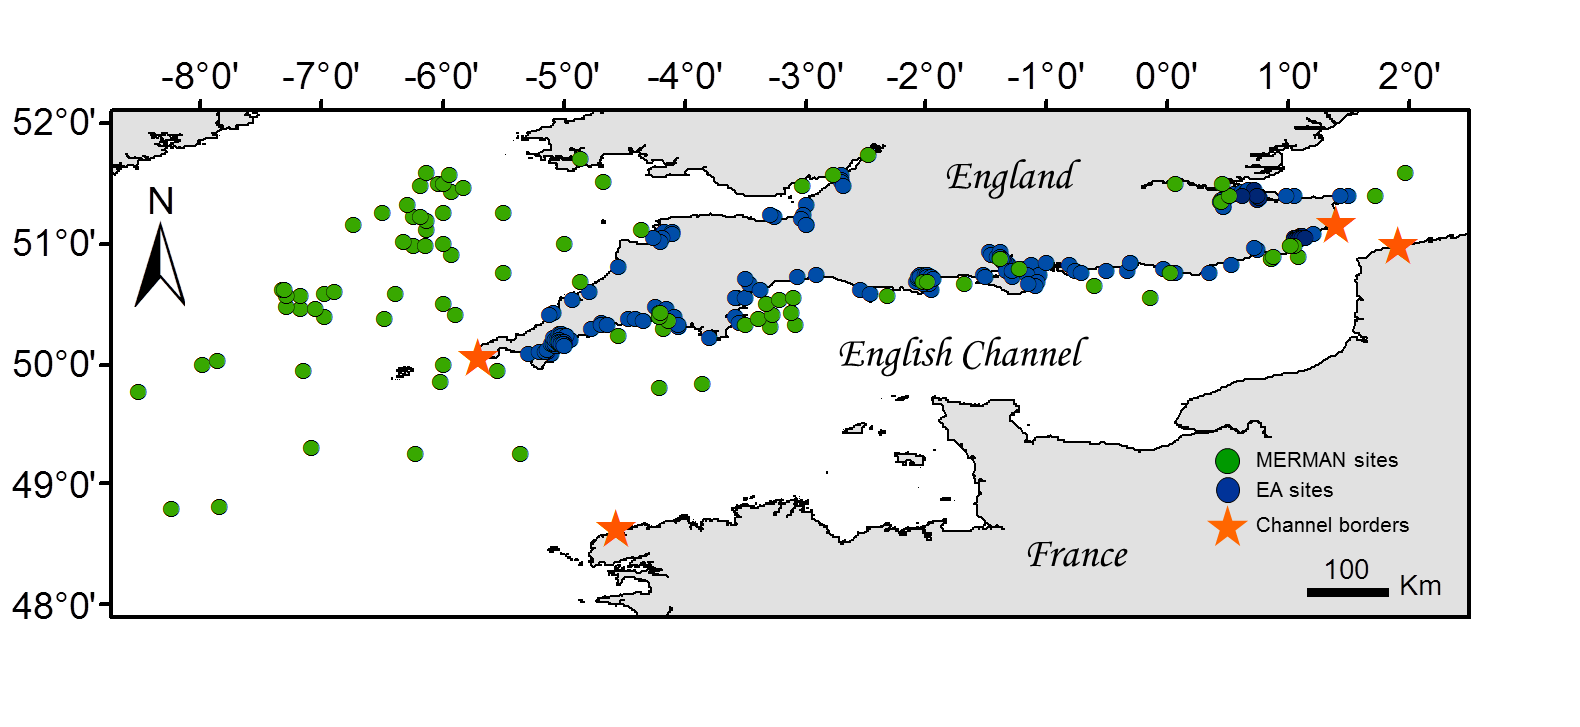 -8°0' -7°0' -6°0' -5°0' -4°0' -3°0' -2°0' -1°0' 0°0' 1°0' 2°0'
52°0'
51°0'
50°0'
49°0'
48°0'
N
England
English Channel
France
MERMAN sites
EA sites
Channel borders
100
Km